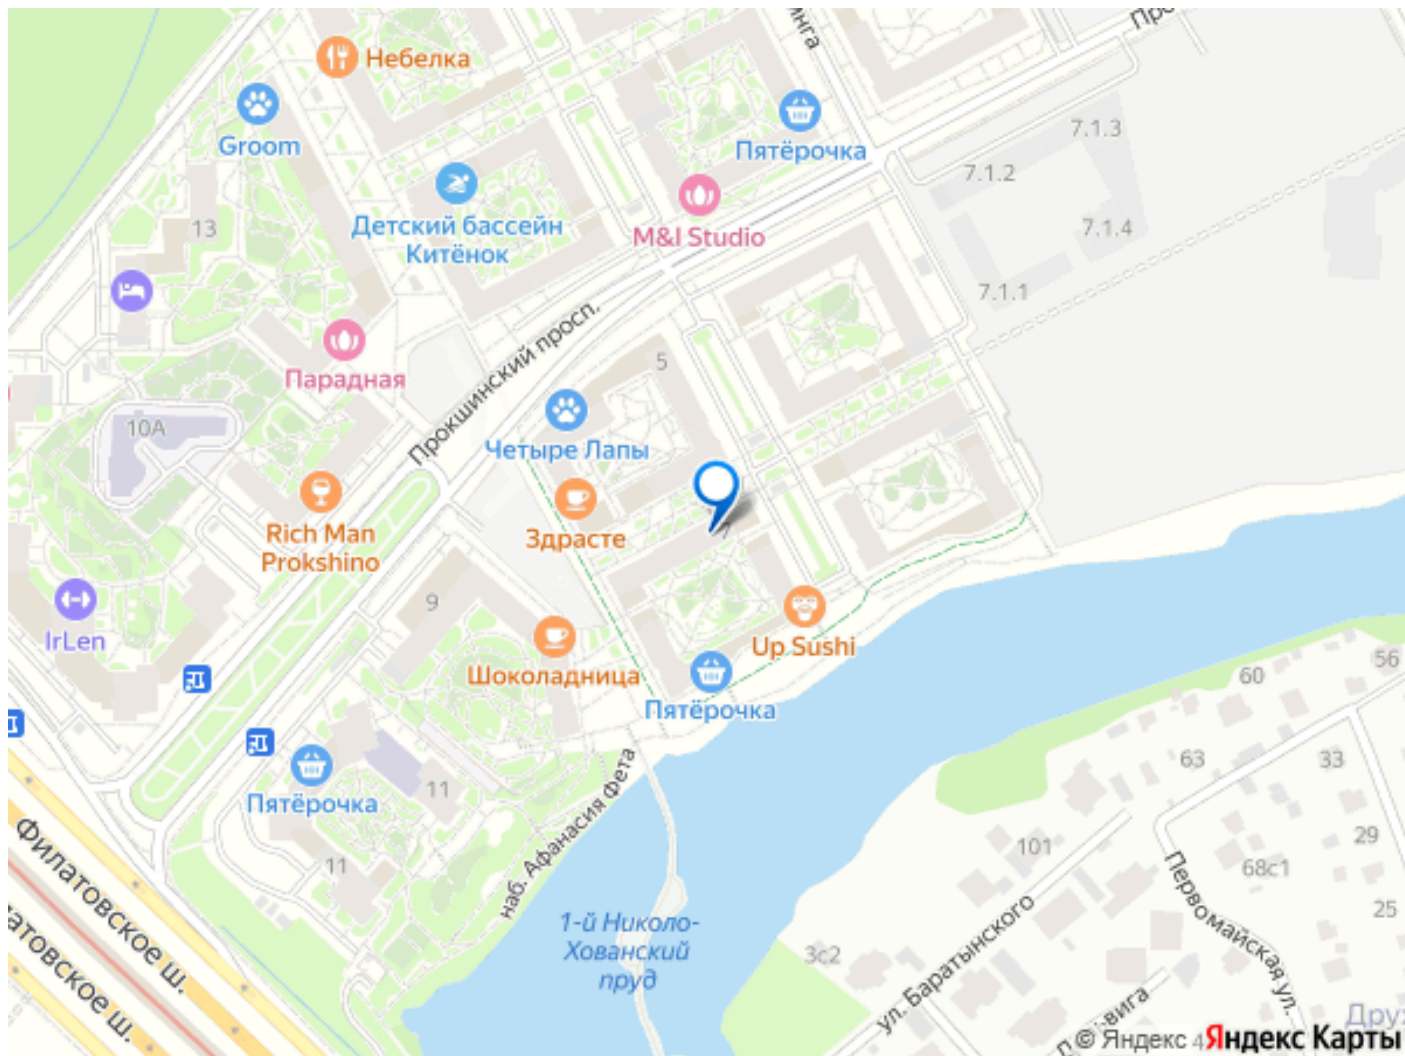 Небелка
Groom
Пятёрочка
7.1.3
7.1.2
7.1.4
7.1.1
13
Детский бассейн
Китёнок
M&I Studio
Парадная
Прокшинский просп.
5
10А
Четыре Лапы
Rich Man
Prokshino
Здрасте
7
9
IrLen
Шоколадница
Up Sushi
Пятёрочка
Пятёрочка
11
11
наб. Афанасия Фета
Филатовское ш.
1-й Николо-
Хованский
пруд
56
60
63
33
29
101
68с1
25
3с2
ул. Баратынского
Первомайская ул.
© Яндекс
Яндекс Карты